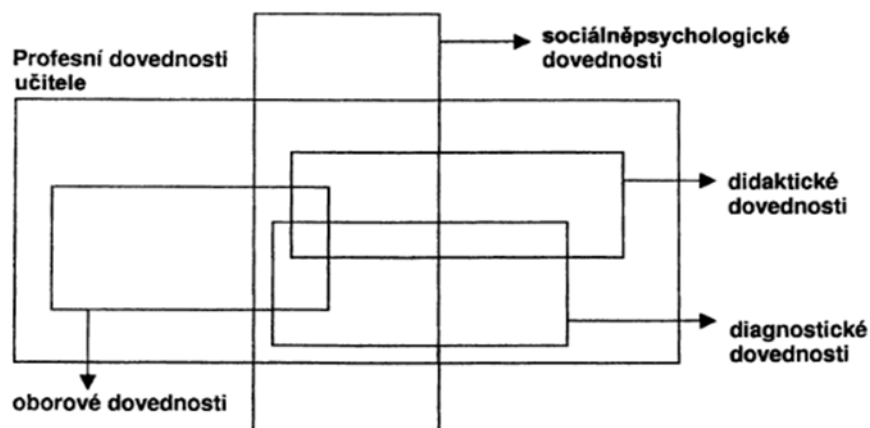 Profesní dovednosti
učitele
sociálněpsychologické
dovednosti
didaktické
dovednosti
diagnostické
dovednosti
oborové dovednosti